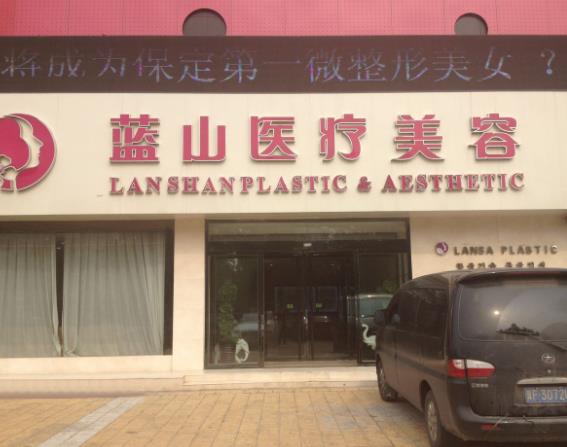 将成为保定第一微整形美女？
蓝山医疗美容
LANSHANPLASTIC & AESTHETIC
LANSA PLASTIC